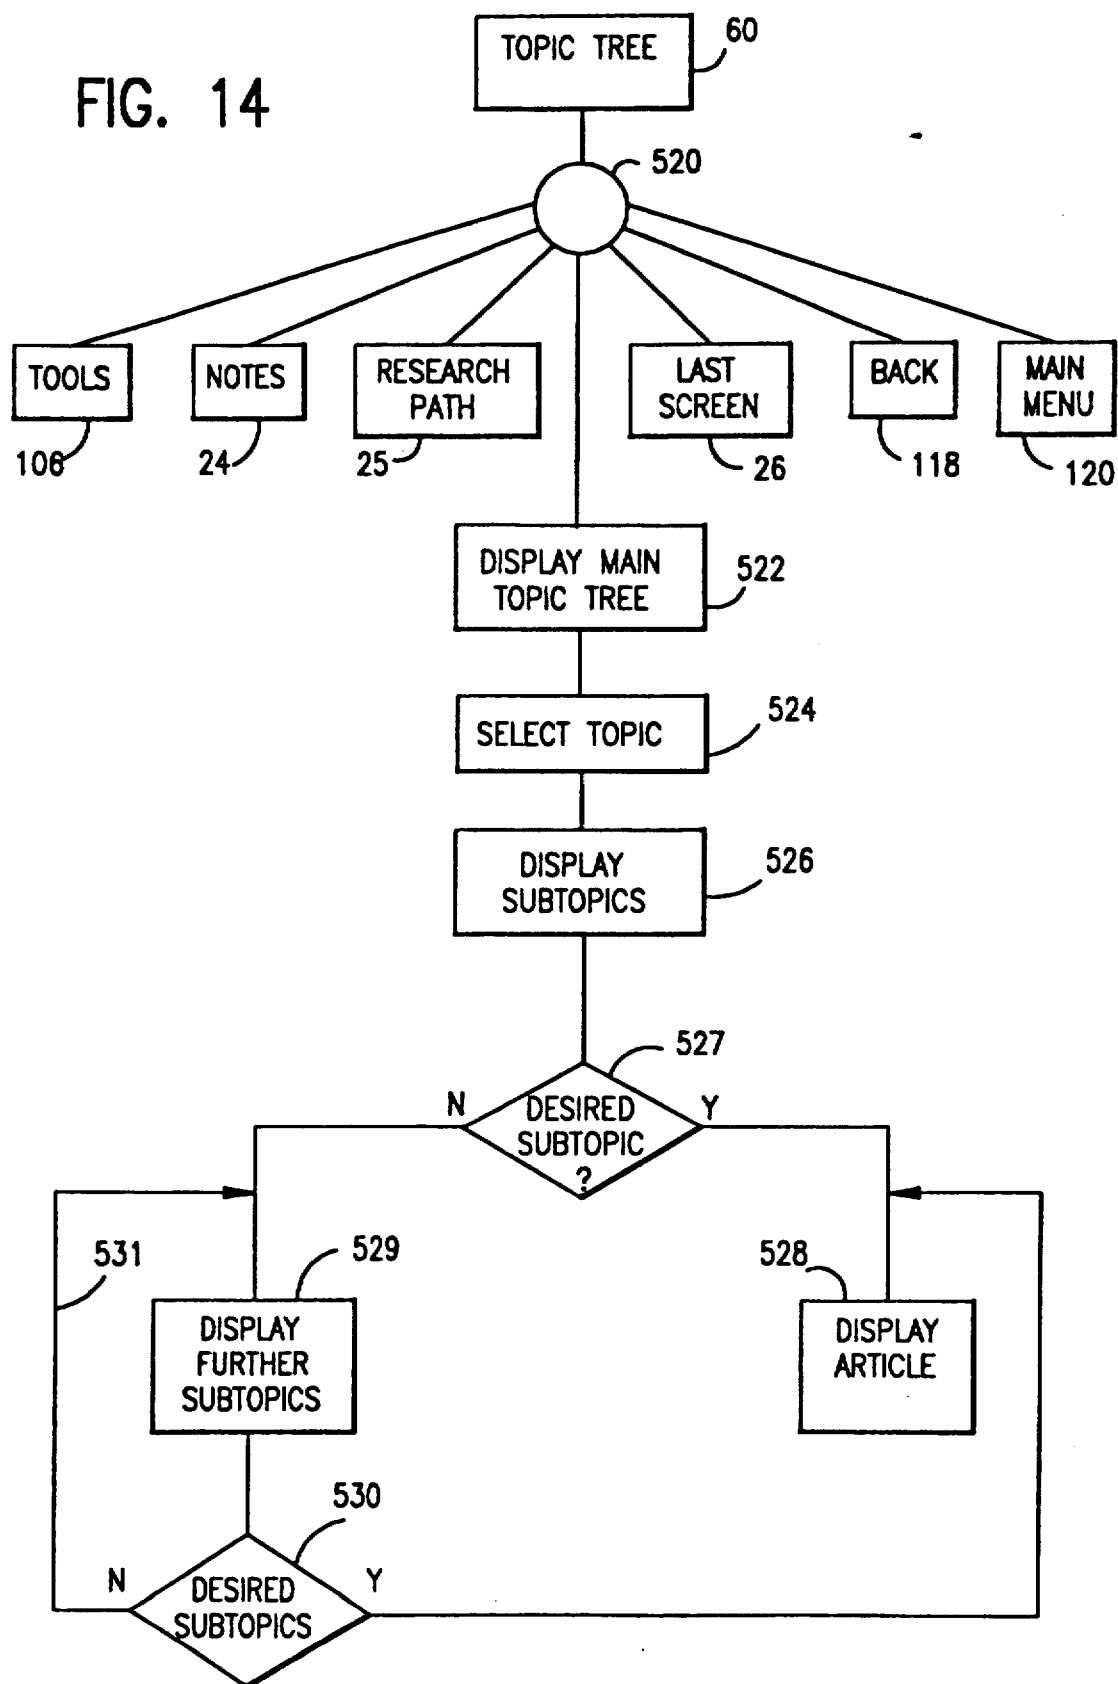 FIG. 14
TOPIC TREE
60
520
TOOLS
NOTES
RESEARCH
PATH
LAST
SCREEN
BACK
MAIN
MENU
106
24
25
26
118
120
DISPLAY MAIN
TOPIC TREE
522
SELECT TOPIC
524
DISPLAY
SUBTOPICS
526
527
N
DESIRED
SUBTOPIC
?
Y
531
529
528
DISPLAY
FURTHER
SUBTOPICS
DISPLAY
ARTICLE
530
N
DESIRED
SUBTOPICS
Y